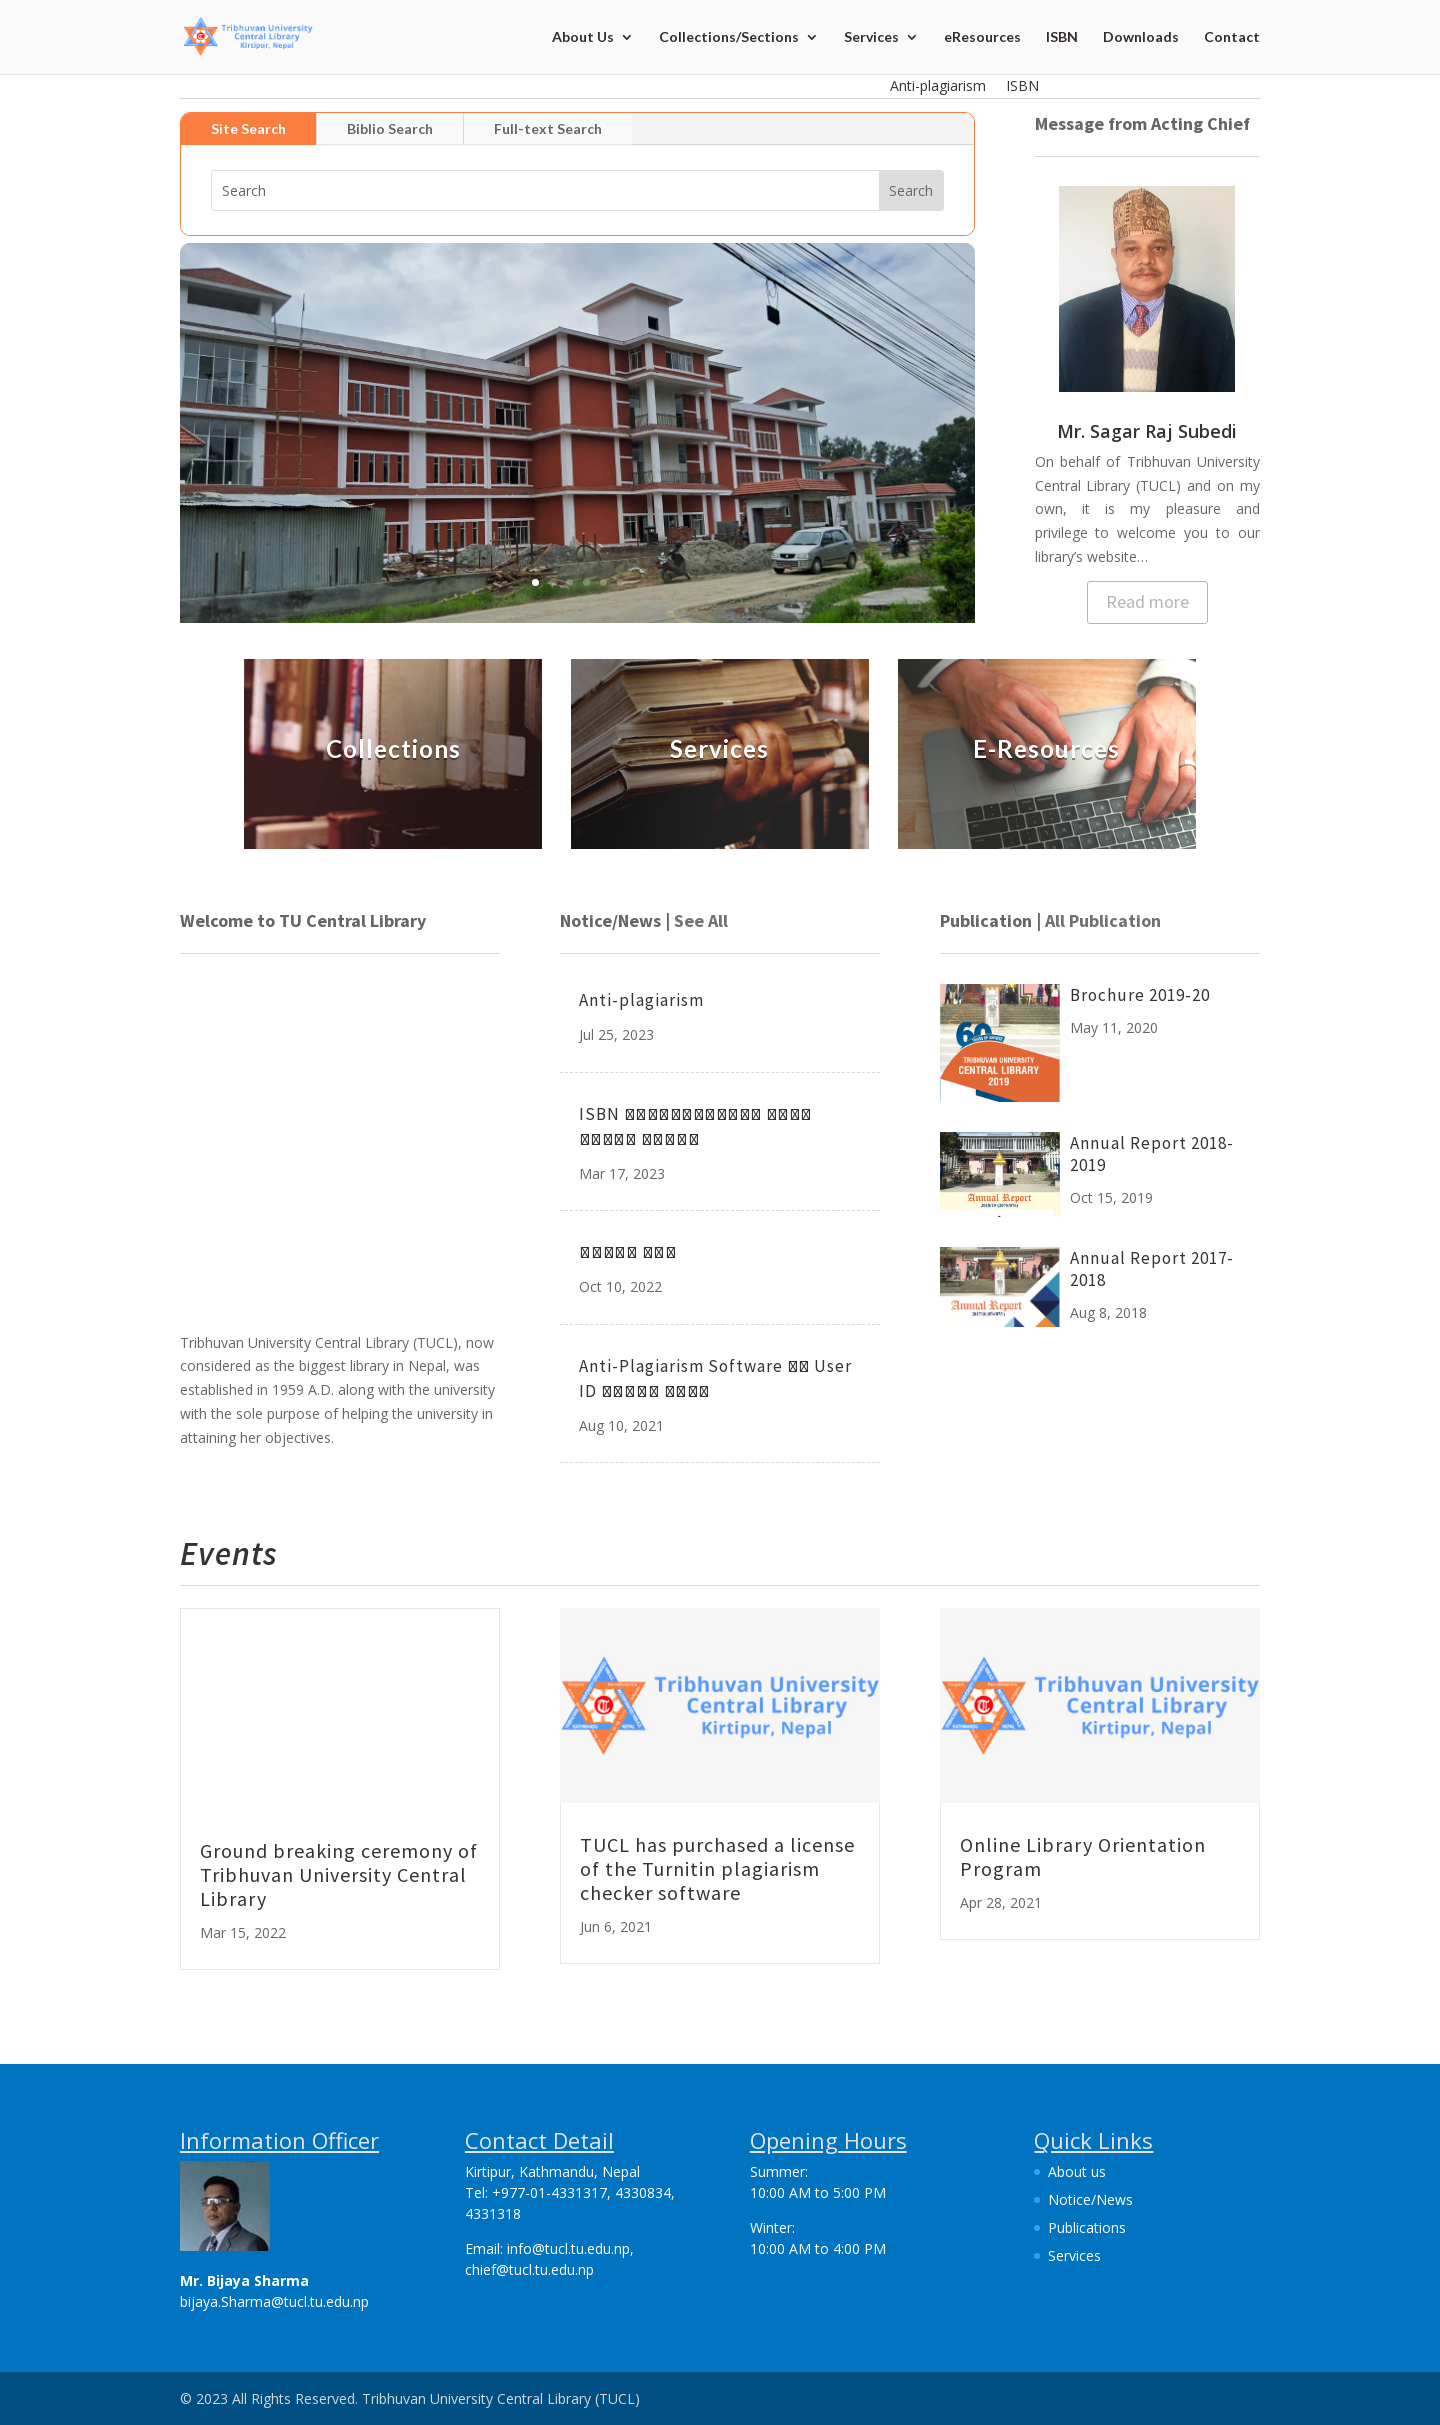 Tribhuvan University
Central Library
Kirtipur, Nepal
About Us
Collections/Sections
Services
eResources
ISBN
Downloads
Contact
Anti-plagiarism
ISBN
Site Search
Biblio Search
Full-text Search
Search
Search
Message from Acting Chief
Mr. Sagar Raj Subedi
On behalf of Tribhuvan University
Central Library (TUCL) and on my
own, it is my pleasure and
privilege to welcome you to our
library’s website…
Read more
Collections
Services
E-Resources
Welcome to TU Central Library
Tribhuvan University Central Library (TUCL), now
considered as the biggest library in Nepal, was
established in 1959 A.D. along with the university
with the sole purpose of helping the university in
attaining her objectives.
Notice/News | See All
Anti-plagiarism
Jul 25, 2023
ISBN
Mar 17, 2023
Oct 10, 2022
Anti-Plagiarism Software User
ID
Aug 10, 2021
Publication | All Publication
60
TRIBHUVAN UNIVERSITY
CENTRAL LIBRARY
2019
Brochure 2019-20
May 11, 2020
Annual Report
Annual Report 2018-
2019
Oct 15, 2019
Annual Report
Annual Report 2017-
2018
Aug 8, 2018
Events
Ground breaking ceremony of
Tribhuvan University Central
Library
Mar 15, 2022
Tribhuvan University
Central Library
Kirtipur, Nepal
TUCL has purchased a license
of the Turnitin plagiarism
checker software
Jun 6, 2021
Tribhuvan University
Central Library
Kirtipur, Nepal
Online Library Orientation
Program
Apr 28, 2021
Information Officer
Mr. Bijaya Sharma
bijaya.Sharma@tucl.tu.edu.np
Contact Detail
Kirtipur, Kathmandu, Nepal
Tel: +977-01-4331317, 4330834,
4331318
Email: info@tucl.tu.edu.np,
chief@tucl.tu.edu.np
Opening Hours
Summer:
10:00 AM to 5:00 PM
Winter:
10:00 AM to 4:00 PM
Quick Links
About us
Notice/News
Publications
Services
© 2023 All Rights Reserved. Tribhuvan University Central Library (TUCL)